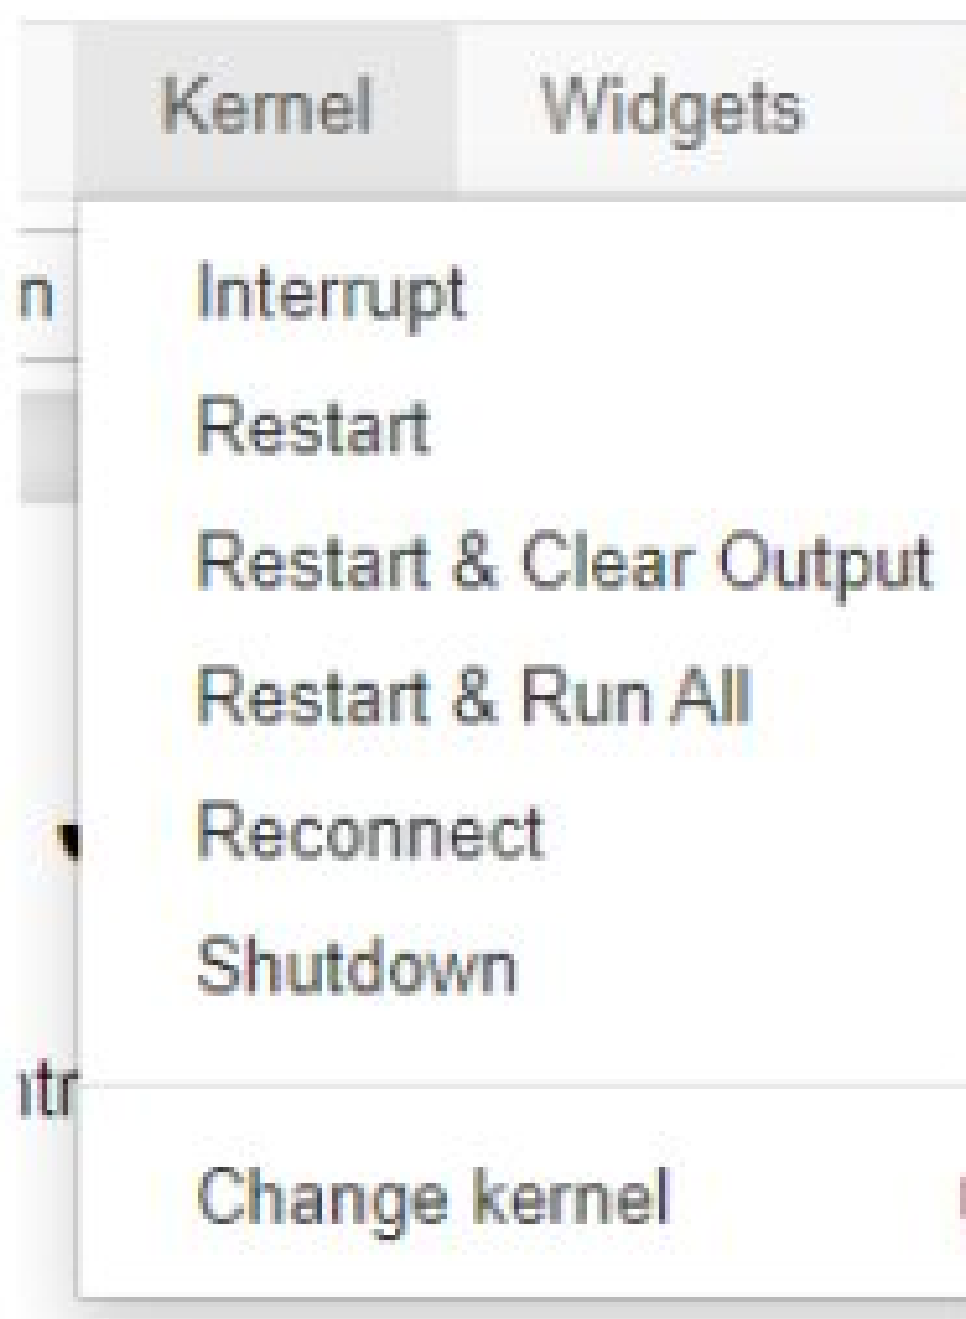 Kernel Widgets
n
Interrupt
Restart
Restart & Clear Output
Restart & Run All
Reconnect
Shutdown
Change kernel